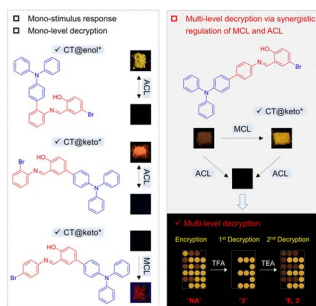 Mono-stimulus response
Mono-level decryption
✓ CT@enol*
N
HO
N
Br
ACL
✓ CT@keto*
Br
HO
N
N
ACL
✓ CT@keto*
HO
N
Br
N
MCL
Multi-level decryption via synergistic
regulation of MCL and ACL
HO
N
Br
N
✓ CT@keto*
MCL
ACL
ACL
✓ Multi-level decryption
Encryption
1st Decryption
2nd Decryption
TFA
TEA
"NA"
"3"
"E, 3"